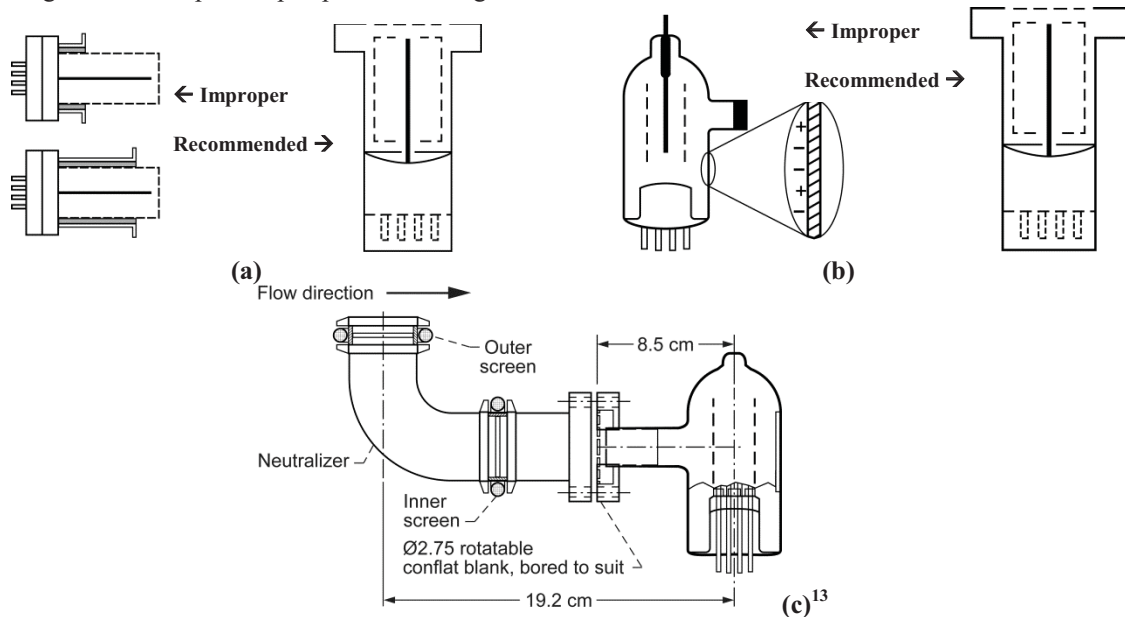 ← Improper
Recommended →
(a)
← Improper
Recommended →
+
−
−
+
−
(b)
Flow direction
Outer
screen
8.5 cm
Neutralizer
Inner
screen
Ø2.75 rotatable
conflat blank, bored to suit
19.2 cm
(c)¹³